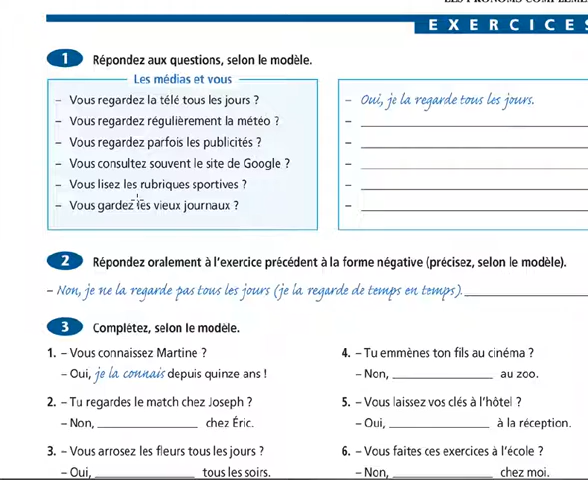 LES PRONOMS COMPLÉME
EXERCICES
1 Répondez aux questions, selon le modèle.
Les médias et vous
– Vous regardez la télé tous les jours ?
– Oui, je la regarde tous les jours.
– Vous regardez régulièrement la météo ?
–
– Vous regardez parfois les publicités ?
–
– Vous consultez souvent le site de Google ?
–
– Vous lisez les rubriques sportives ?
–
– Vous gardez les vieux journaux ?
–
2 Répondez oralement à l'exercice précédent à la forme négative (précisez, selon le modèle).
– Non, je ne la regarde pas tous les jours (je la regarde de temps en temps).
3 Complétez, selon le modèle.
1. – Vous connaissez Martine ?
– Oui, je la connais depuis quinze ans !
2. – Tu regardes le match chez Joseph ?
– Non, ____________ chez Éric.
3. – Vous arrosez les fleurs tous les jours ?
– Oui, ____________ tous les soirs.
4. – Tu emmènes ton fils au cinéma ?
– Non, ____________ au zoo.
5. – Vous laissez vos clés à l'hôtel ?
– Oui, ____________ à la réception.
6. – Vous faites ces exercices à l'école ?
– Non, ____________ chez moi.